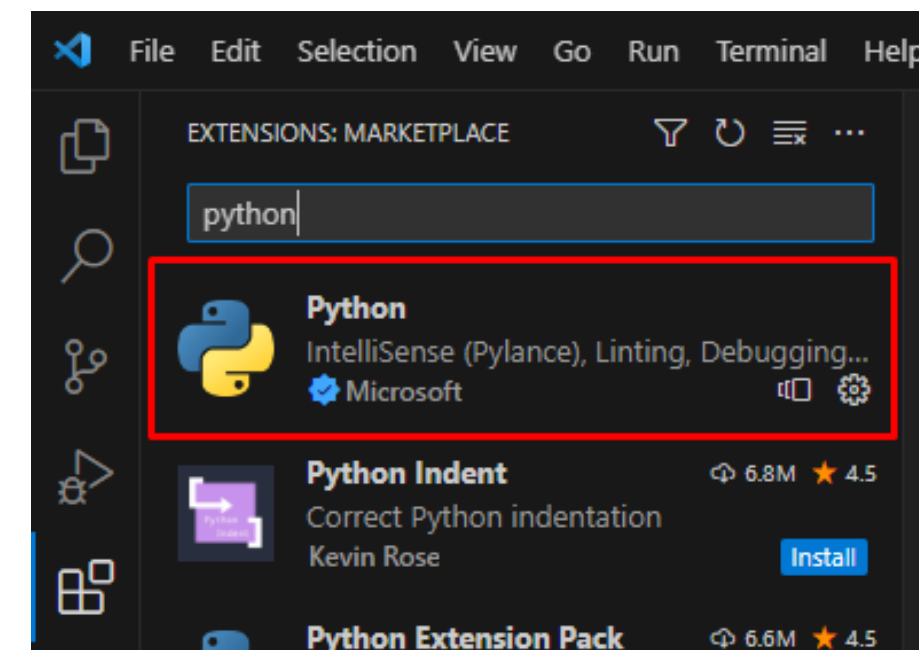 File Edit Selection View Go Run Terminal Help
EXTENSIONS: MARKETPLACE
python
Python
IntelliSense (Pylance), Linting, Debugging...
Microsoft
Python Indent 6.8M 4.5
Correct Python indentation
Kevin Rose Install
Python Extension Pack 6.6M 4.5